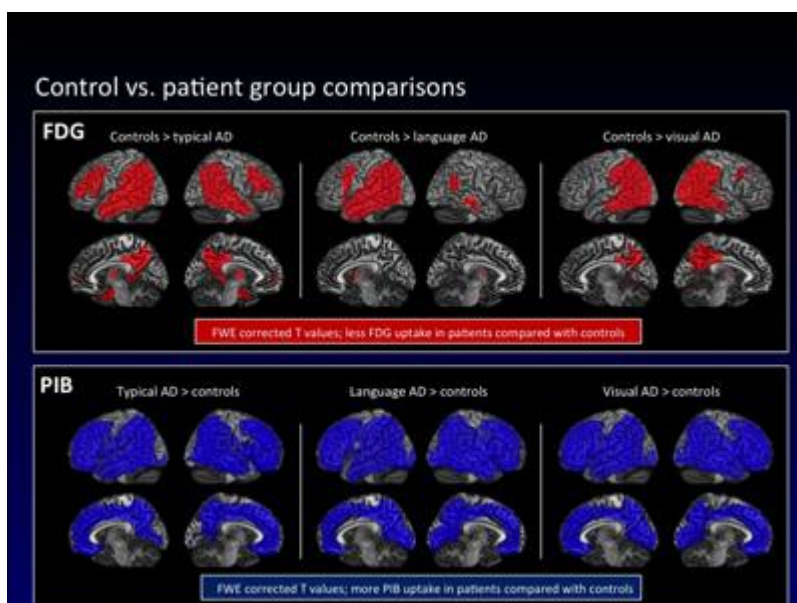 Control vs. patient group comparisons
FDG
Controls > typical AD
Controls > language AD
Controls > visual AD
FWE corrected T values; less FDG uptake in patients compared with controls
PIB
Typical AD > controls
Language AD > controls
Visual AD > controls
FWE corrected T values; more PIB uptake in patients compared with controls